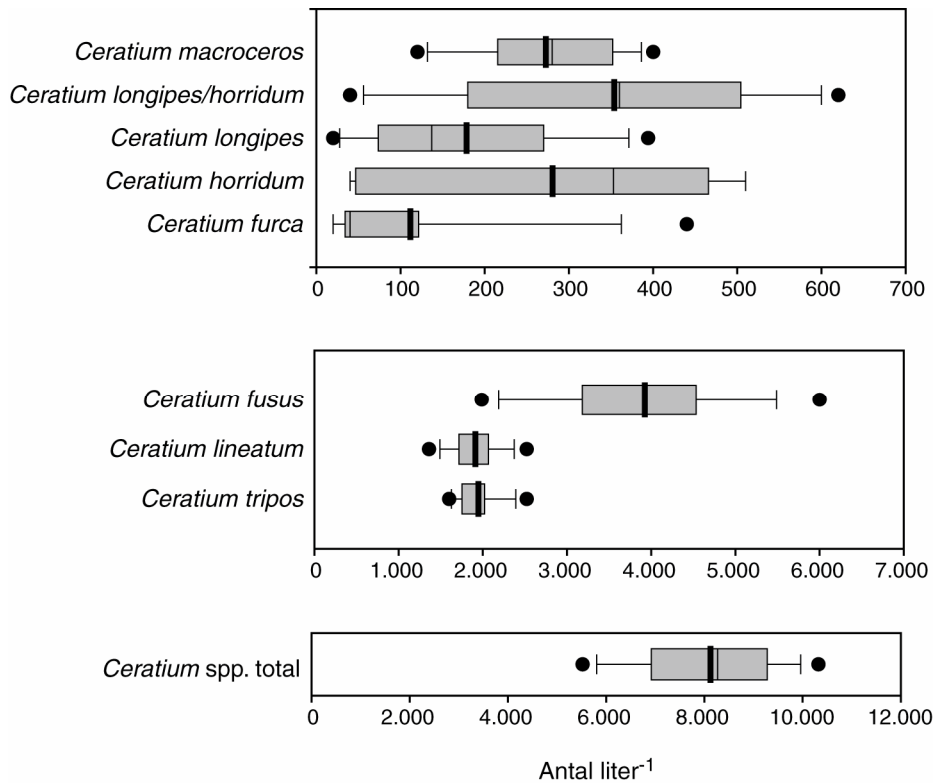 Ceratium macroceros
Ceratium longipes/horridum
Ceratium longipes
Ceratium horridum
Ceratium furca
0 100 200 300 400 500 600 700
Ceratium fusus
Ceratium lineatum
Ceratium tripos
0 1.000 2.000 3.000 4.000 5.000 6.000 7.000
Ceratium spp. total
0 2.000 4.000 6.000 8.000 10.000 12.000
Antal liter-1